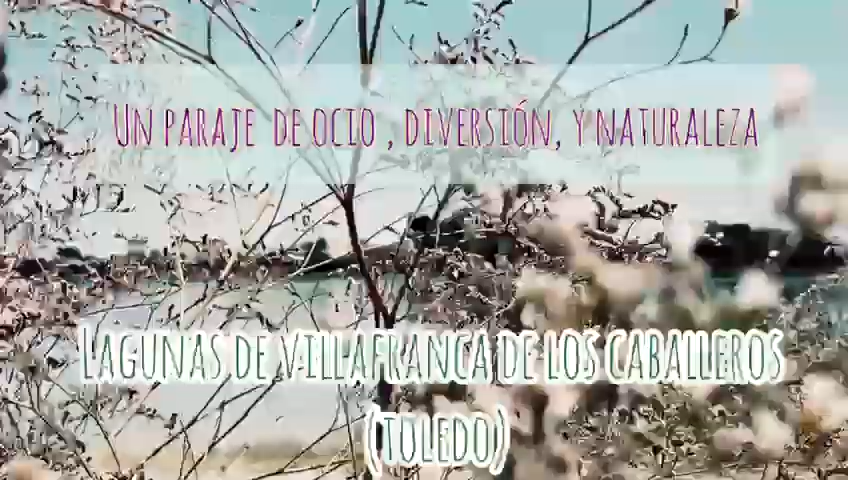 Un paraje de ocio , diversión, y naturaleza
Lagunas de villafranca de los caballeros
(toledo)